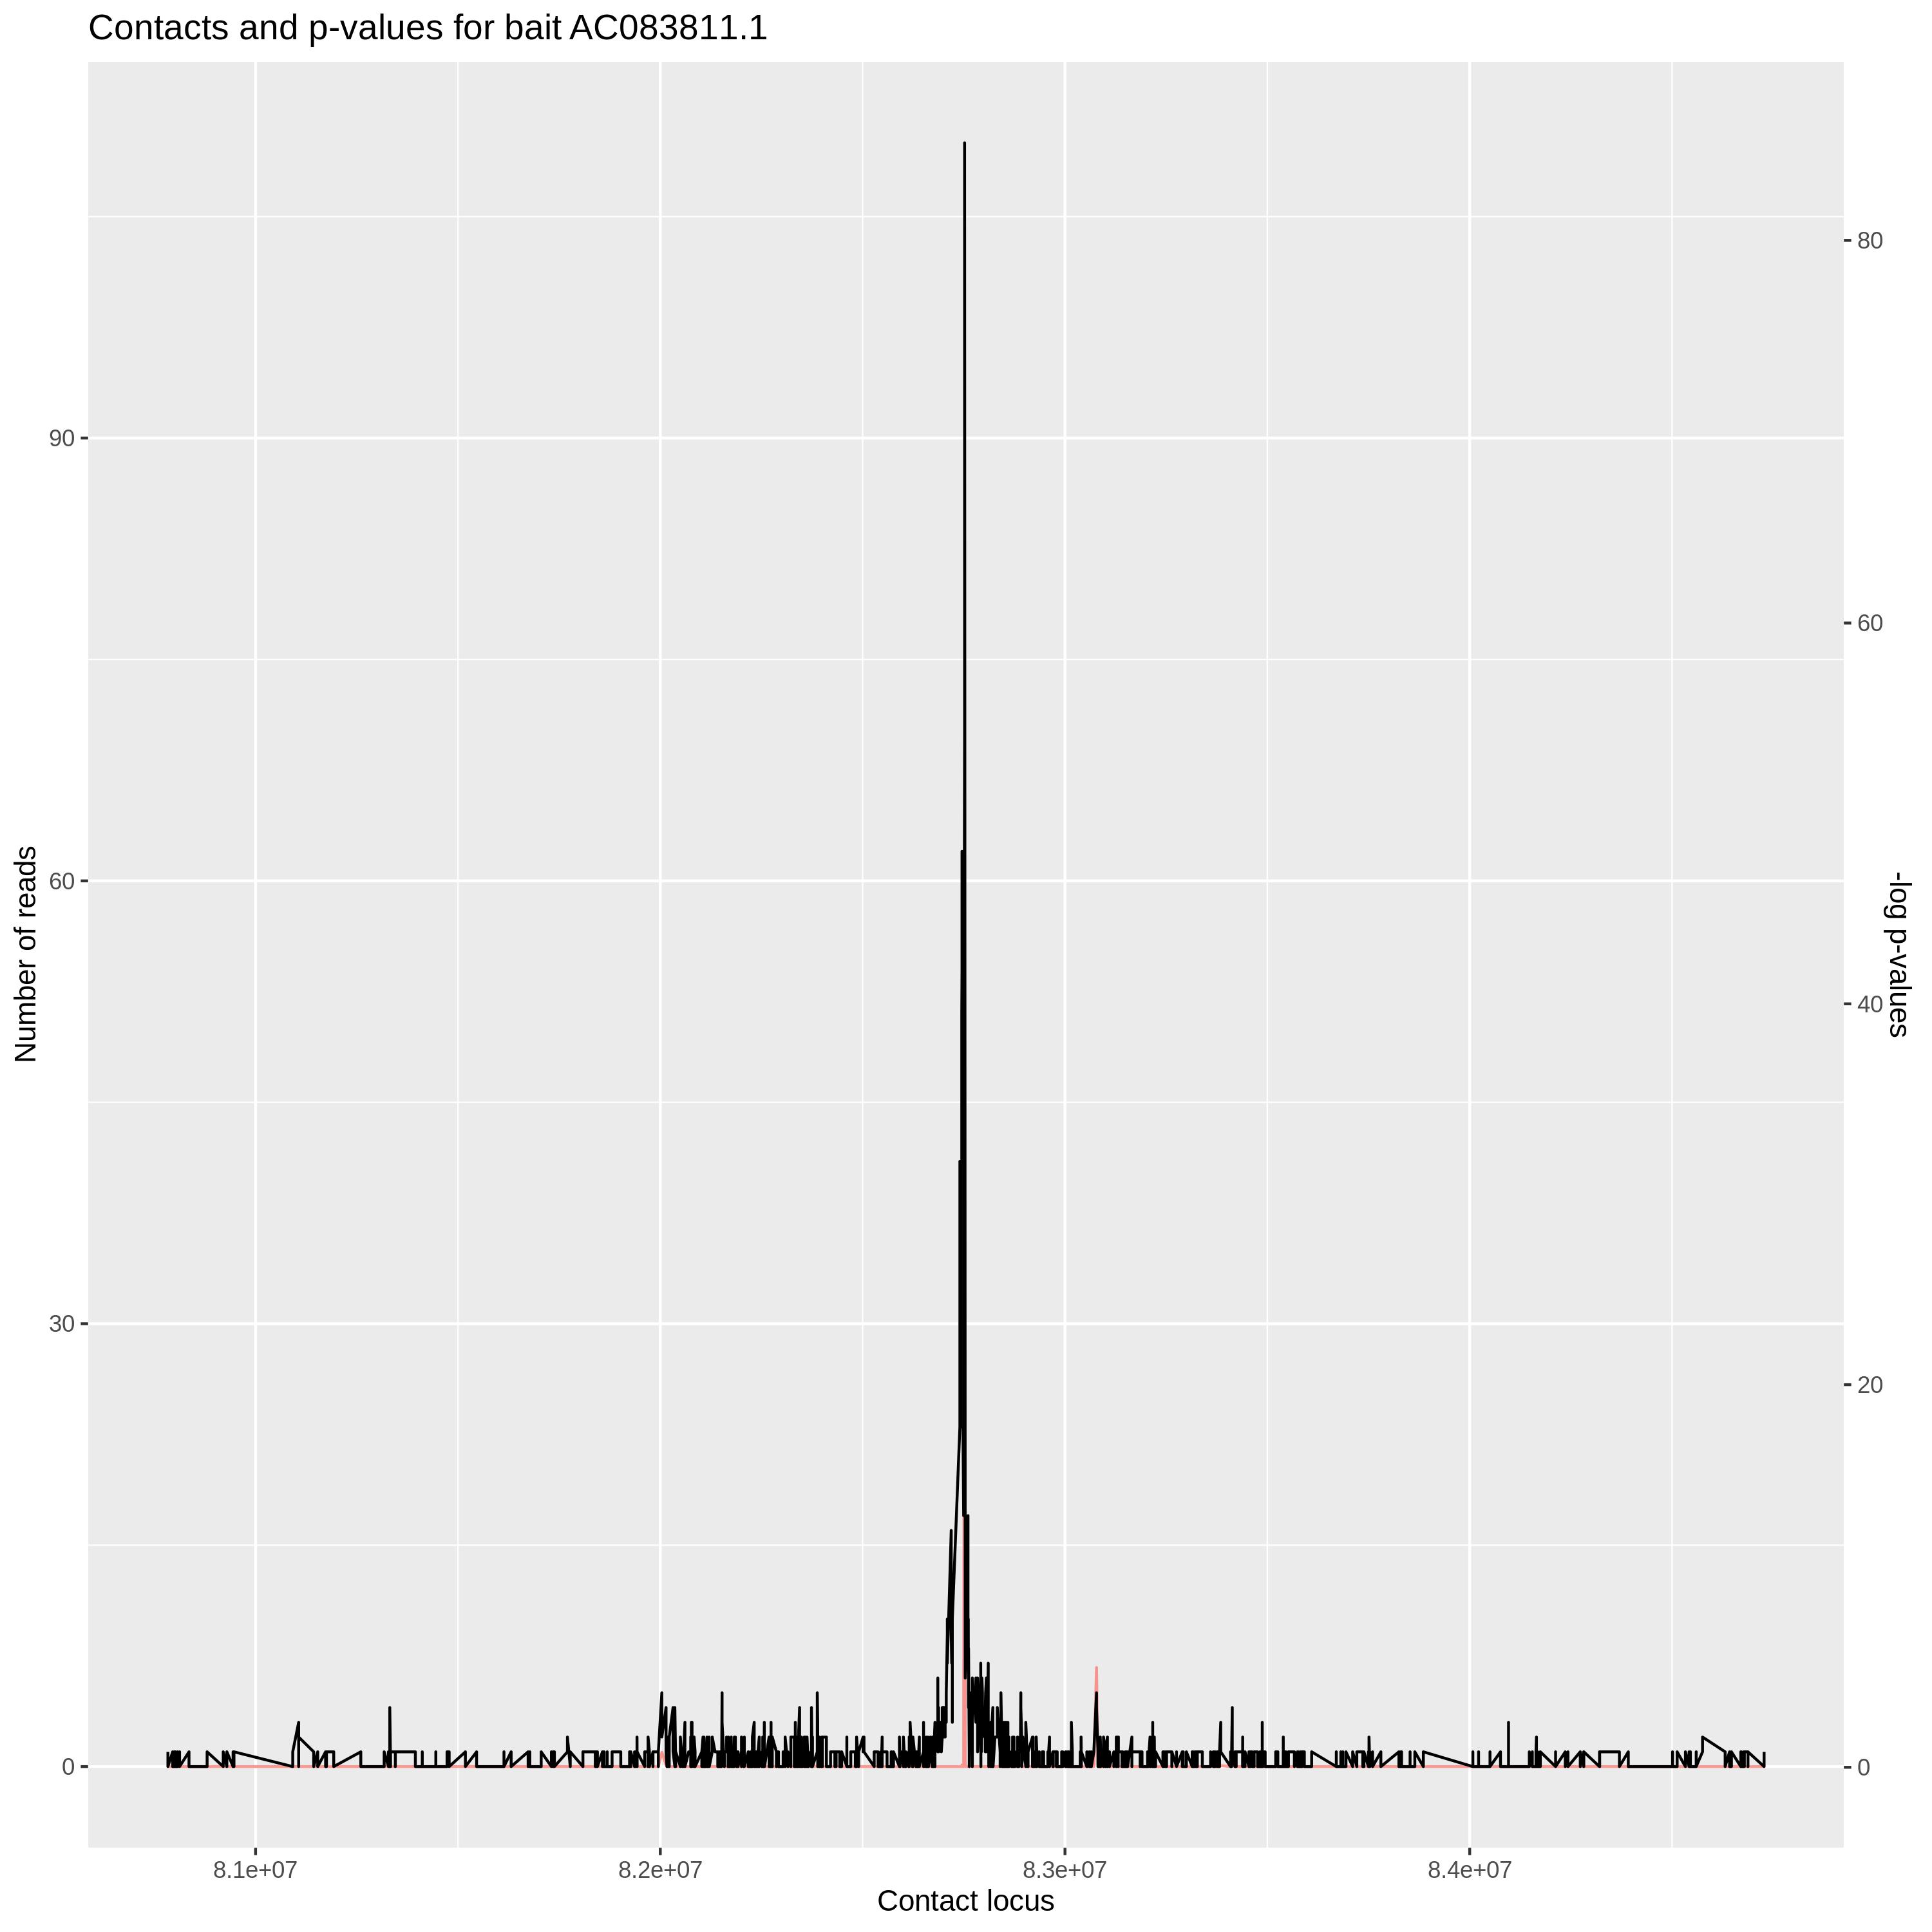 Contacts and p-values for bait AC083811.1
Number of reads
90
60
30
0
80
60
40
20
0
-log p-values
8.1e+07
8.2e+07
8.3e+07
8.4e+07
Contact locus